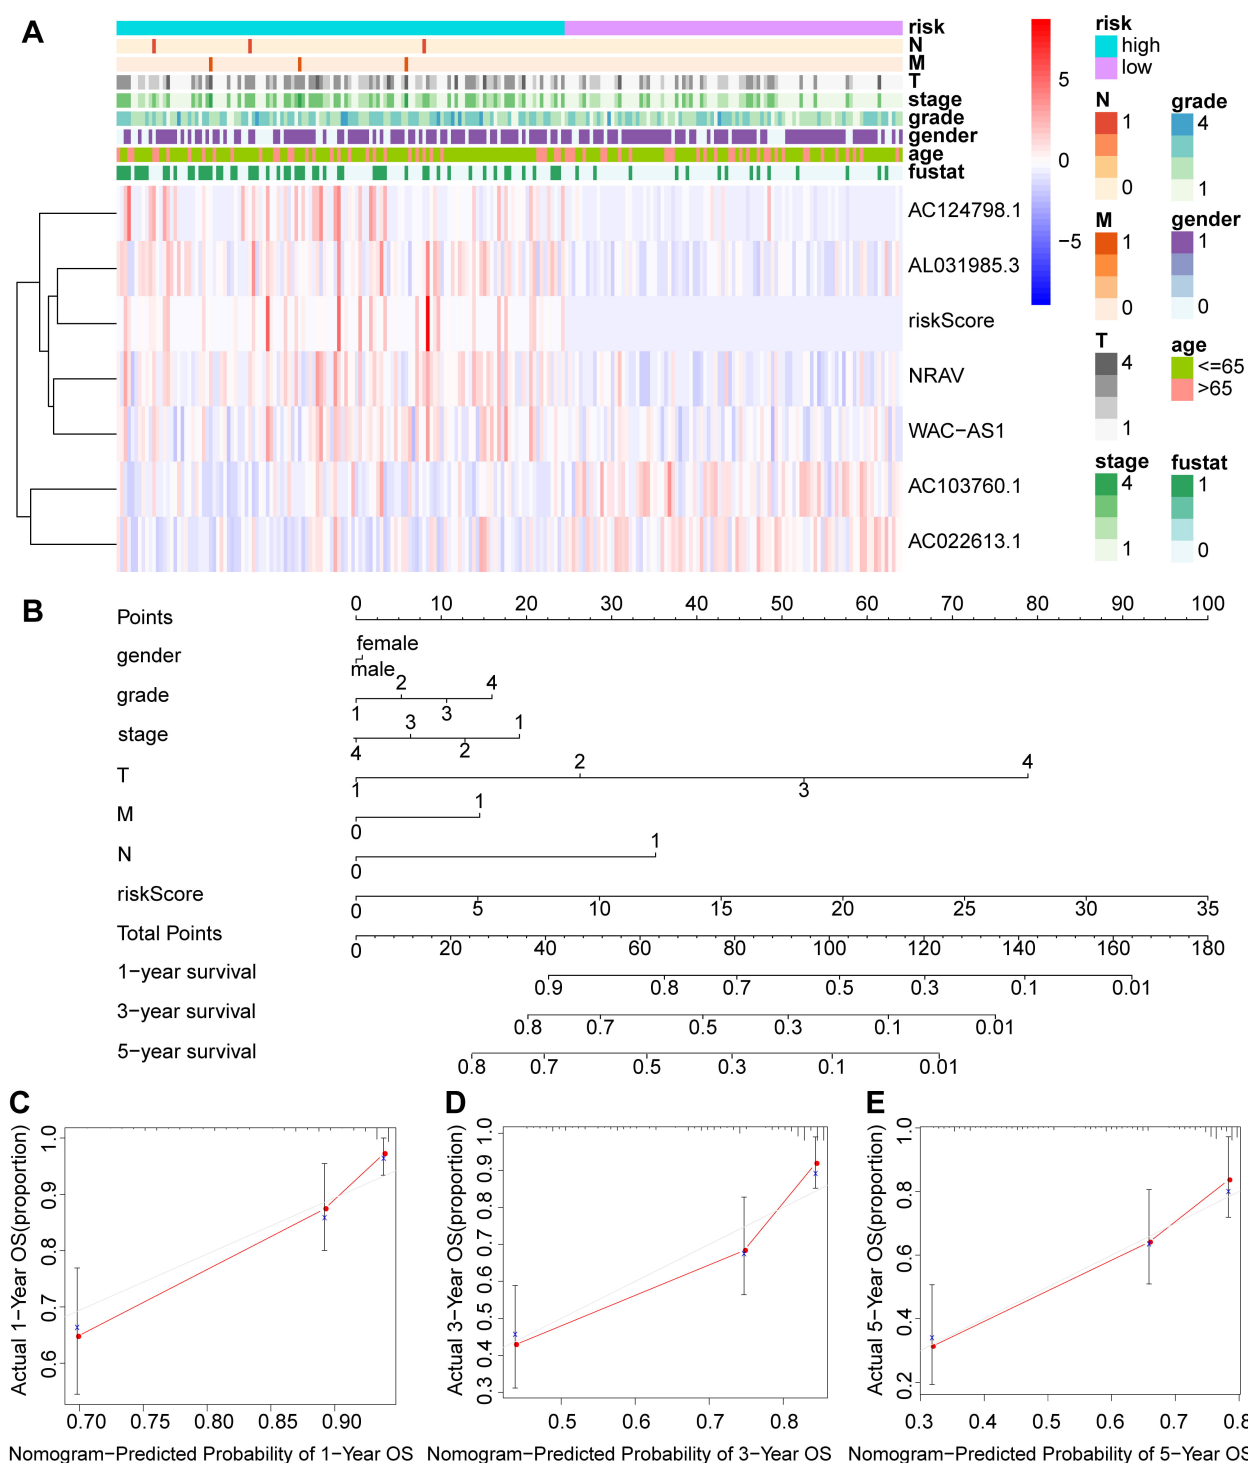 A
risk
N
M
T
stage
grade
gender
age
fustat
AC124798.1
AL031985.3
riskScore
NRAV
WAC−AS1
AC103760.1
AC022613.1
5
0
−5
risk
high
low
N
1
0
M
1
0
T
4
1
stage
4
1
grade
4
1
gender
1
0
age
<=65
>65
fustat
1
0
B
Points
0 10 20 30 40 50 60 70 80 90 100
gender
female
male
grade
2 4
1 3
stage
3 1
4 2
T
2 4
1 3
M
1
0
N
1
0
riskScore
0 5 10 15 20 25 30 35
Total Points
0 20 40 60 80 100 120 140 160 180
1−year survival
0.9 0.8 0.7 0.5 0.3 0.1 0.01
3−year survival
0.8 0.7 0.5 0.3 0.1 0.01
5−year survival
0.8 0.7 0.5 0.3 0.1 0.01
C
Actual 1−Year OS(proportion)
0.6 0.7 0.8 0.9 1.0
0.70 0.75 0.80 0.85 0.90
Nomogram−Predicted Probability of 1−Year OS
D
Actual 3−Year OS(proportion)
0.3 0.4 0.5 0.6 0.7 0.8 0.9 1.0
0.5 0.6 0.7 0.8
Nomogram−Predicted Probability of 3−Year OS
E
Actual 5−Year OS(proportion)
0.2 0.4 0.6 0.8 1.0
0.3 0.4 0.5 0.6 0.7 0.8
Nomogram−Predicted Probability of 5−Year OS